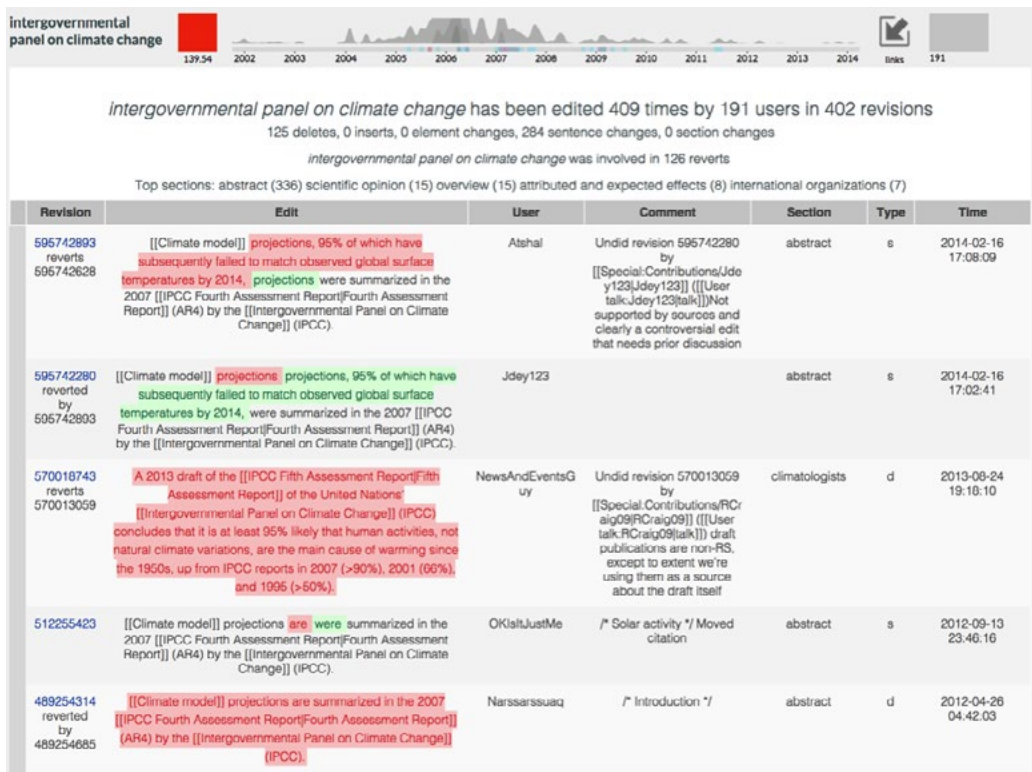 intergovernmental
panel on climate change
139.54
2002 2003 2004 2005 2006 2007 2008 2009 2010 2011 2012 2013 2014
links
191
intergovernmental panel on climate change has been edited 409 times by 191 users in 402 revisions
125 deletes, 0 inserts, 0 element changes, 284 sentence changes, 0 section changes
intergovernmental panel on climate change was involved in 126 reverts
Top sections: abstract (336) scientific opinion (15) overview (15) attributed and expected effects (8) international organizations (7)
Revision Edit User Comment Section Type Time
595742893
reverts
595742628
[[Climate model]] projections, 95% of which have
subsequently failed to match observed global surface
temperatures by 2014, projections were summarized in the
2007 [[IPCC Fourth Assessment Report|Fourth Assessment
Report]] (AR4) by the [[Intergovernmental Panel on Climate
Change]] (IPCC).
Atshal
Undid revision 595742280
by
[[Special:Contributions/Jde
y123|Jdey123]] ([[User
talk:Jdey123|talk]])Not
supported by sources and
clearly a controversial edit
that needs prior discussion
abstract
s
2014-02-16
17:08:09
595742280
reverted
by
595742893
[[Climate model]] projections projections, 95% of which have
subsequently failed to match observed global surface
temperatures by 2014, were summarized in the 2007 [[IPCC
Fourth Assessment Report|Fourth Assessment Report]] (AR4)
by the [[Intergovernmental Panel on Climate Change]] (IPCC).
Jdey123
abstract
s
2014-02-16
17:02:41
570018743
reverts
570013059
A 2013 draft of the [[IPCC Fifth Assessment Report|Fifth
Assessment Report]] of the United Nations'
[[Intergovernmental Panel on Climate Change]] (IPCC)
concludes that it is at least 95% likely that human activities, not
natural climate variations, are the main cause of warming since
the 1950s, up from IPCC reports in 2007 (>90%), 2001 (66%),
and 1995 (>50%).
NewsAndEventsG
uy
Undid revision 570013059
by
[[Special:Contributions/RCr
aig09|RCraig09]] ([[User
talk:RCraig09|talk]]) draft
publications are non-RS,
except to extent we're
using them as a source
about the draft itself
climatologists
d
2013-08-24
19:18:10
512255423
[[Climate model]] projections are were summarized in the
2007 [[IPCC Fourth Assessment Report|Fourth Assessment
Report]] (AR4) by the [[Intergovernmental Panel on Climate
Change]] (IPCC).
OKIsItJustMe
/* Solar activity */ Moved
citation
abstract
s
2012-09-13
23:46:16
489254314
reverted
by
489254685
[[Climate model]] projections are summarized in the 2007
[[IPCC Fourth Assessment Report|Fourth Assessment Report]]
(AR4) by the [[Intergovernmental Panel on Climate Change]]
(IPCC).
Narssarssuaq
/* Introduction */
abstract
d
2012-04-26
04:42:03